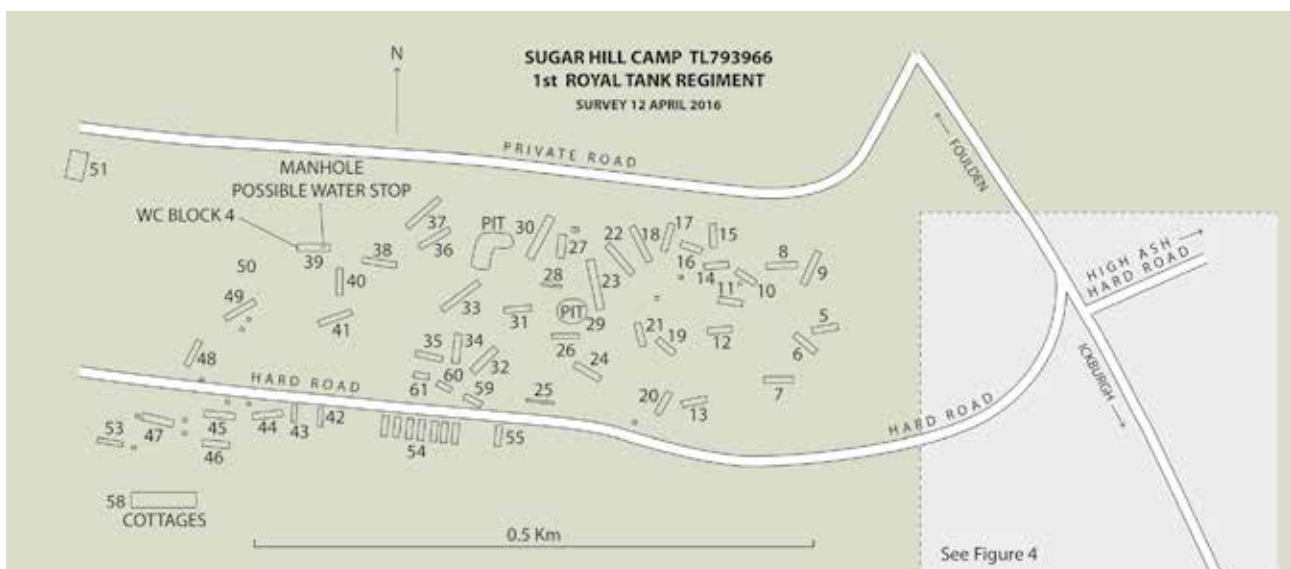 N
SUGAR HILL CAMP TL793966
1st ROYAL TANK REGIMENT
SURVEY 12 APRIL 2016
PRIVATE ROAD
FOULDEN
51
MANHOLE
POSSIBLE WATER STOP
WC BLOCK 4
37
36
PIT
30
27
22
18
17
15
16
8
9
HIGH ASH
HARD ROAD
39
38
50
40
28
23
14
11
10
49
33
31
PIT
29
41
35
34
26
21
19
12
5
6
48
32
24
7
ICKBURGH
HARD ROAD
61
60
59
25
20
13
HARD ROAD
53
47
45
44
43
42
46
54
55
58
COTTAGES
0.5 Km
See Figure 4